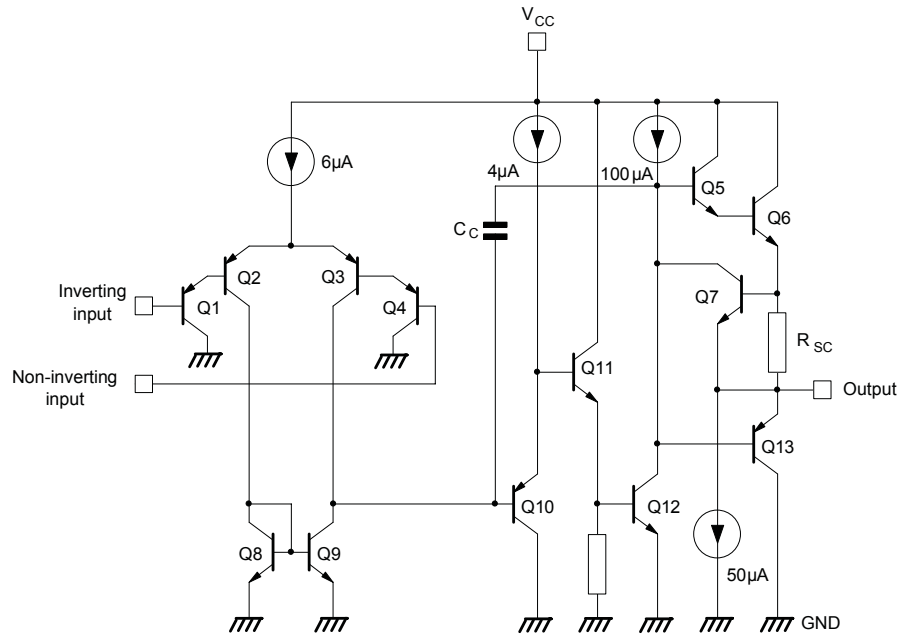 VCC
6µA
4µA
100µA
Q5
Q6
CC
Q2
Q3
Q7
Inverting
input
Q1
Q4
RSC
Q11
Non-inverting
input
Output
Q13
Q10
Q12
Q8
Q9
50µA
GND